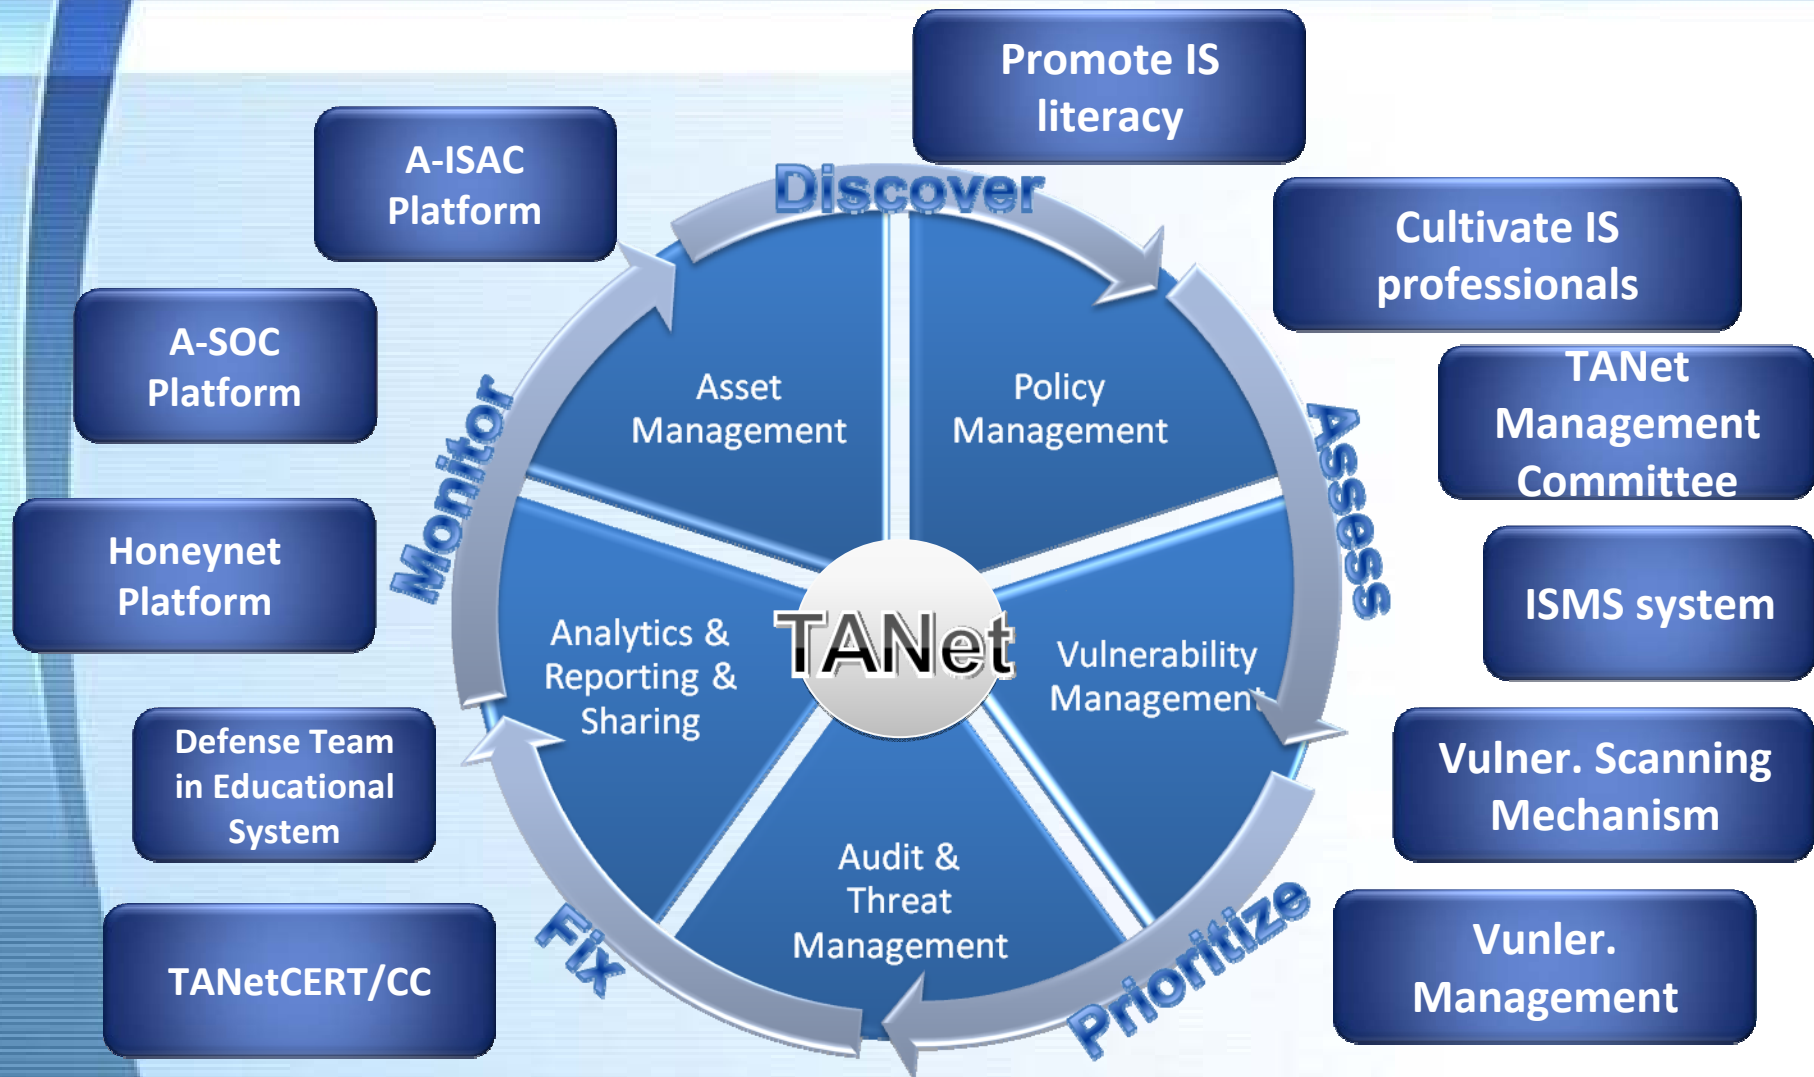 Promote IS
literacy
A-ISAC
Platform
Discover
Cultivate IS
professionals
A-SOC
Platform
TANet
Management
Committee
Asset
Management
Policy
Management
Monitor
Assess
Honeynet
Platform
ISMS system
TANet
Analytics &
Reporting &
Sharing
Vulnerability
Management
Defense Team
in Educational
System
Vulner. Scanning
Mechanism
Audit &
Threat
Management
Fix
Prioritize
TANetCERT/CC
Vunler.
Management